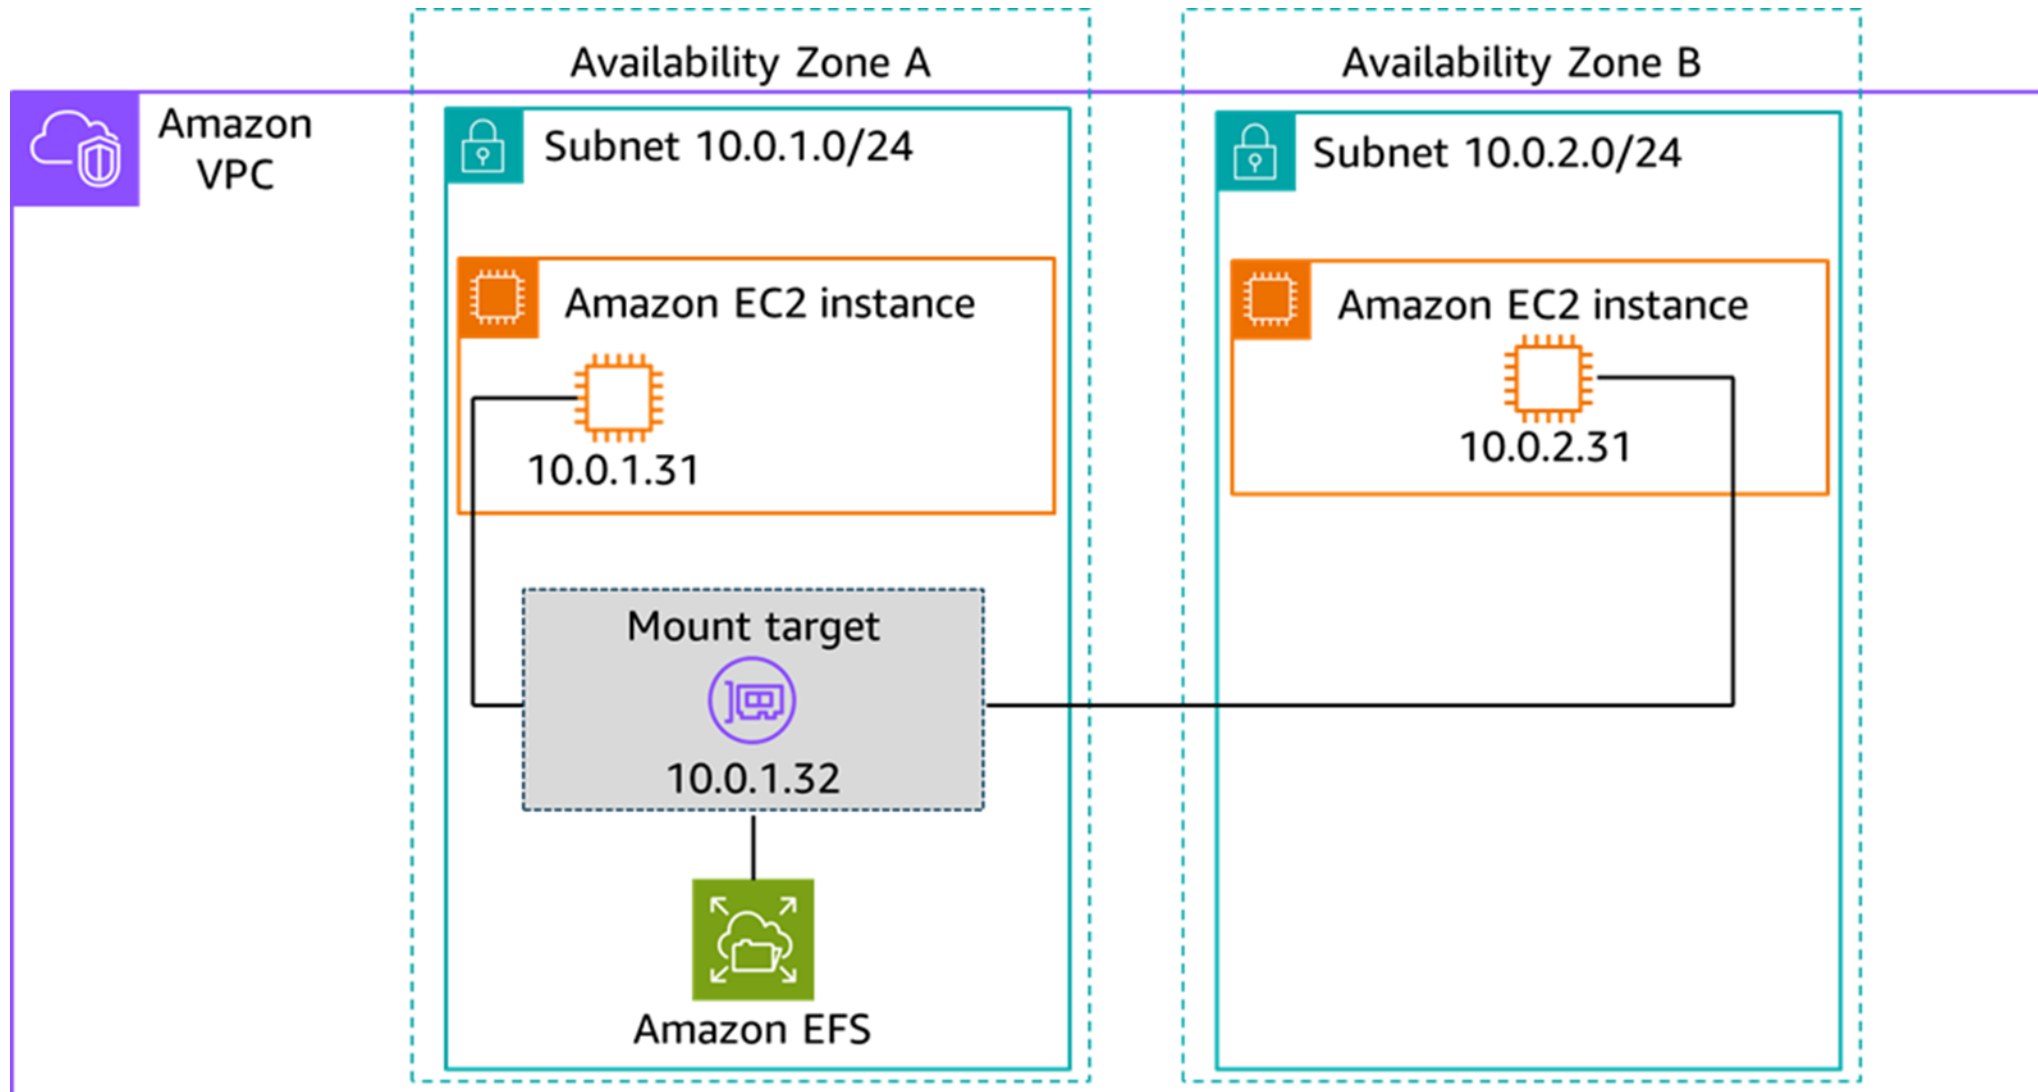 Availability Zone A
Availability Zone B
Amazon
VPC
Subnet 10.0.1.0/24
Subnet 10.0.2.0/24
Amazon EC2 instance
10.0.1.31
Amazon EC2 instance
10.0.2.31
Mount target
10.0.1.32
Amazon EFS